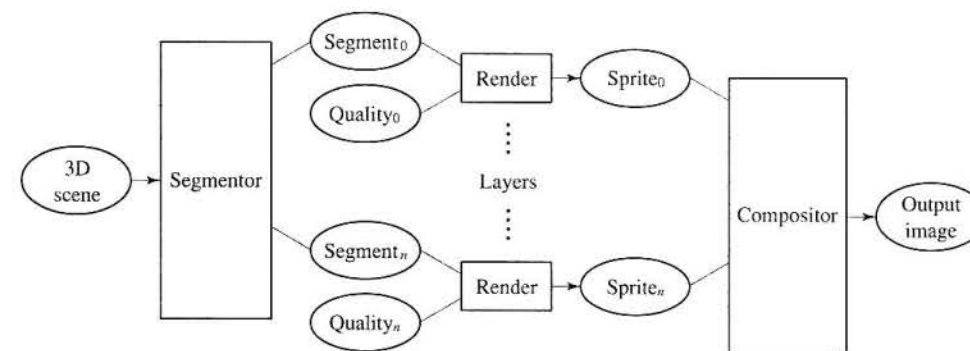 3D
scene
Segmentor
Segment₀
Quality₀
Render
Sprite₀
Layers
Segmentₙ
Qualityₙ
Render
Spriteₙ
Compositor
Output
image